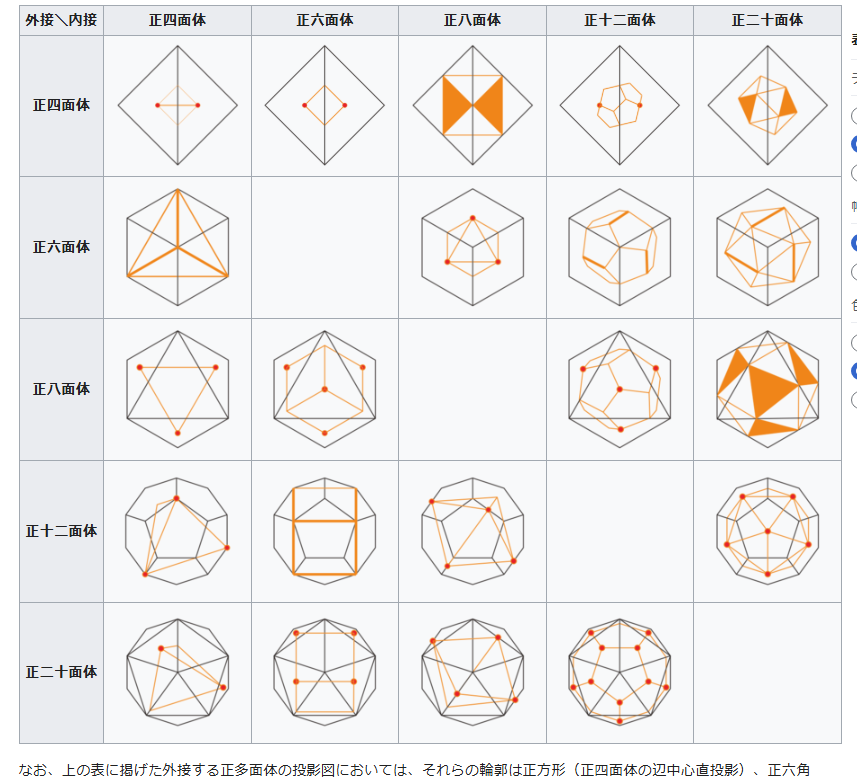 外接＼内接 正四面体 正六面体 正八面体 正十二面体 正二十面体
正四面体
正六面体
正八面体
正十二面体
正二十面体
なお、上の表に掲げた外接する正多面体の投影図においては、それらの輪郭は正方形（正四面体の辺中心直投影）、正六角